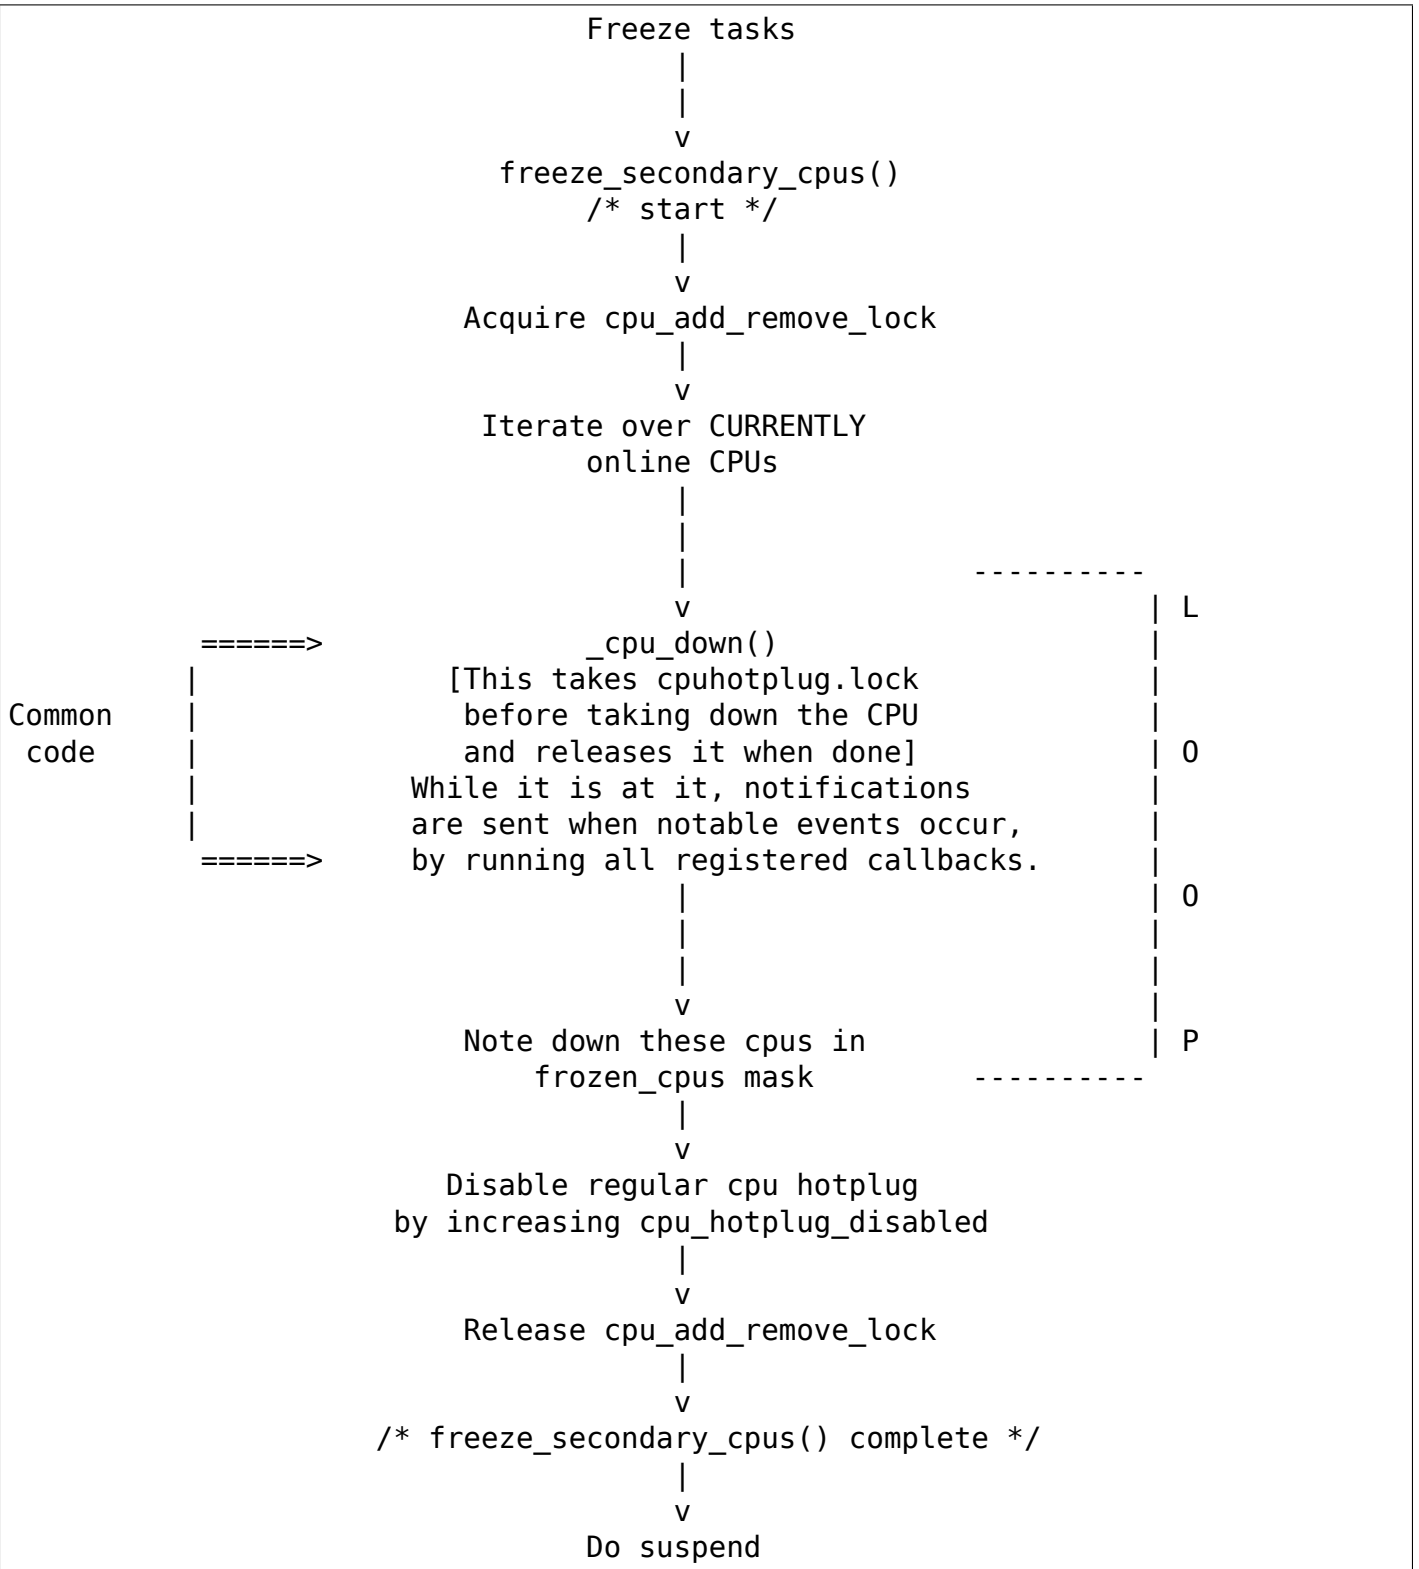 Freeze tasks
|
|
v
freeze_secondary_cpus()
/* start */
|
v
Acquire cpu_add_remove_lock
|
v
Iterate over CURRENTLY
online CPUs
|
|
| ----------
v | L
======> _cpu_down() |
| [This takes cpuhotplug.lock |
Common | before taking down the CPU |
code | and releases it when done] | O
| While it is at it, notifications |
| are sent when notable events occur, |
======> by running all registered callbacks. |
| | O
| |
| |
v |
Note down these cpus in | P
frozen_cpus mask ----------
|
v
Disable regular cpu hotplug
by increasing cpu_hotplug_disabled
|
v
Release cpu_add_remove_lock
|
v
/* freeze_secondary_cpus() complete */
|
v
Do suspend